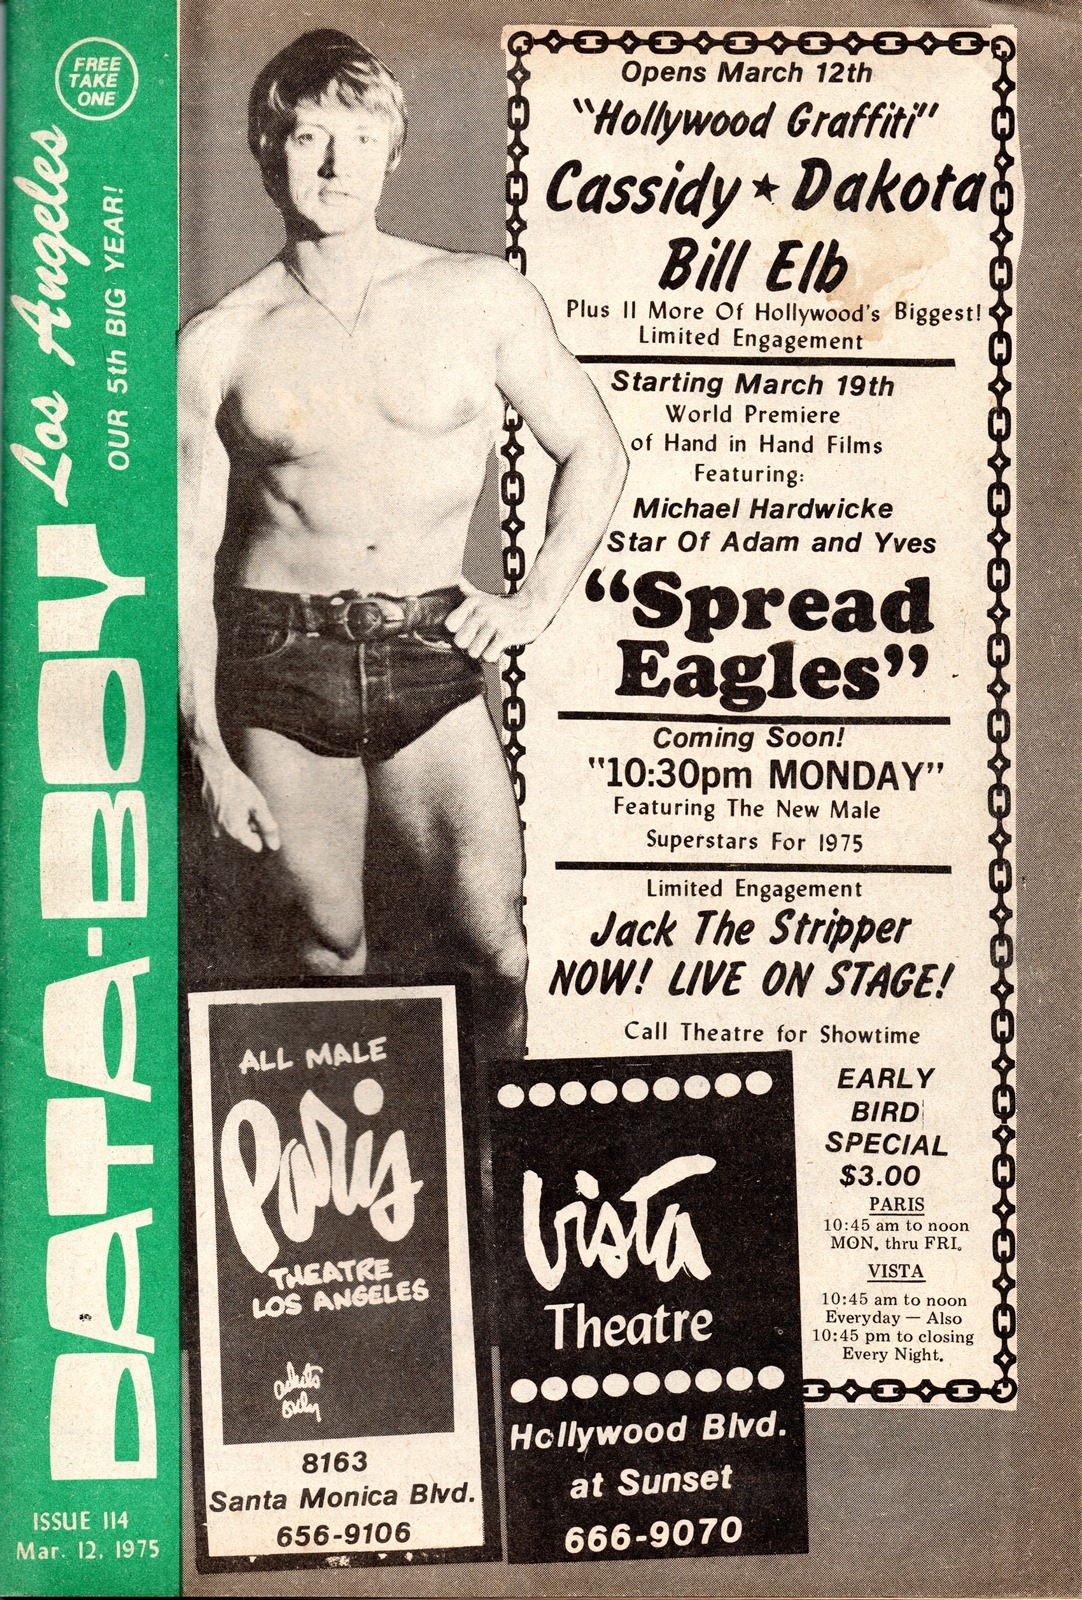 FREE
TAKE
ONE
DATA-BOY Los Angeles
OUR 5th BIG YEAR!
ISSUE 114
Mar. 12, 1975
Opens March 12th
"Hollywood Graffiti"
Cassidy ★ Dakota
Bill Elb
Plus 11 More Of Hollywood's Biggest!
Limited Engagement
Starting March 19th
World Premiere
of Hand in Hand Films
Featuring:
Michael Hardwicke
Star Of Adam and Yves
“Spread
Eagles”
Coming Soon!
"10:30pm MONDAY"
Featuring The New Male
Superstars For 1975
Limited Engagement
Jack The Stripper
NOW! LIVE ON STAGE!
Call Theatre for Showtime
EARLY
BIRD
SPECIAL
$3.00
PARIS
10:45 am to noon
MON. thru FRI.
VISTA
10:45 am to noon
Everyday — Also
10:45 pm to closing
Every Night.
ALL MALE
Paris
THEATRE
LOS ANGELES
adults
only
8163
Santa Monica Blvd.
656-9106
Vista
Theatre
Hollywood Blvd.
at Sunset
666-9070